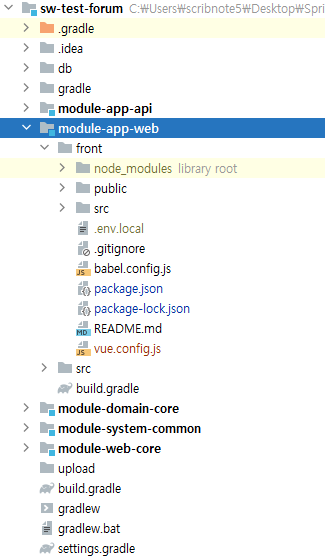 sw-test-forum C:₩Users₩scribnote5₩Desktop₩Spri
.gradle
.idea
db
gradle
module-app-api
module-app-web
front
node_modules library root
public
src
.env.local
.gitignore
babel.config.js
package.json
package-lock.json
README.md
vue.config.js
src
build.gradle
module-domain-core
module-system-common
module-web-core
upload
build.gradle
gradlew
gradlew.bat
settings.gradle